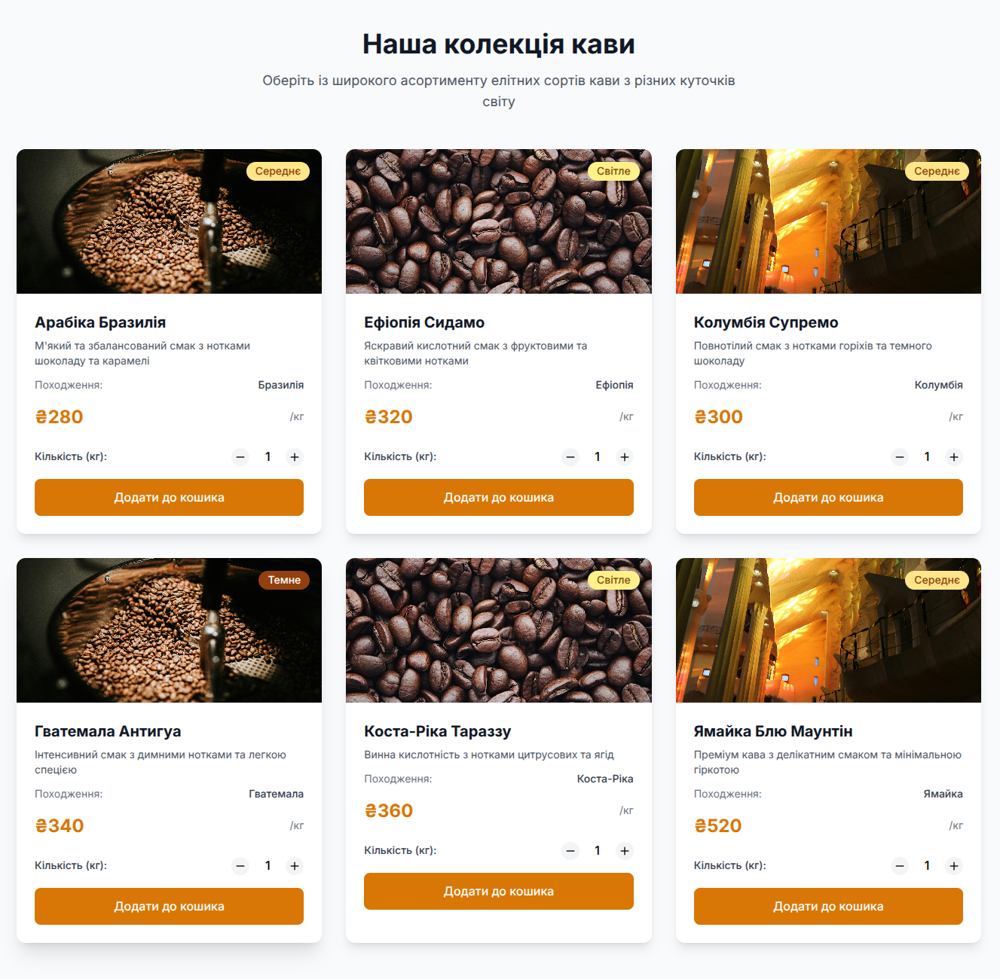 Наша колекція кави
Оберіть із широкого асортименту елітних сортів кави з різних куточків
світу
Середнє
Арабіка Бразилія
М'який та збалансований смак з нотками
шоколаду та карамелі
Походження: Бразилія
₴280 /кг
Кількість (кг): − 1 +
Додати до кошика
Світле
Ефіопія Сидамо
Яскравий кислотний смак з фруктовими та
квітковими нотками
Походження: Ефіопія
₴320 /кг
Кількість (кг): − 1 +
Додати до кошика
Середнє
Колумбія Супремо
Повнотілий смак з нотками горіхів та темного
шоколаду
Походження: Колумбія
₴300 /кг
Кількість (кг): − 1 +
Додати до кошика
Темне
Гватемала Антигуа
Інтенсивний смак з димними нотками та легкою
спецією
Походження: Гватемала
₴340 /кг
Кількість (кг): − 1 +
Додати до кошика
Світле
Коста-Ріка Тараззу
Винна кислотність з нотками цитрусових та ягід
Походження: Коста-Ріка
₴360 /кг
Кількість (кг): − 1 +
Додати до кошика
Середнє
Ямайка Блю Маунтін
Преміум кава з делікатним смаком та мінімальною
гіркотою
Походження: Ямайка
₴520 /кг
Кількість (кг): − 1 +
Додати до кошика